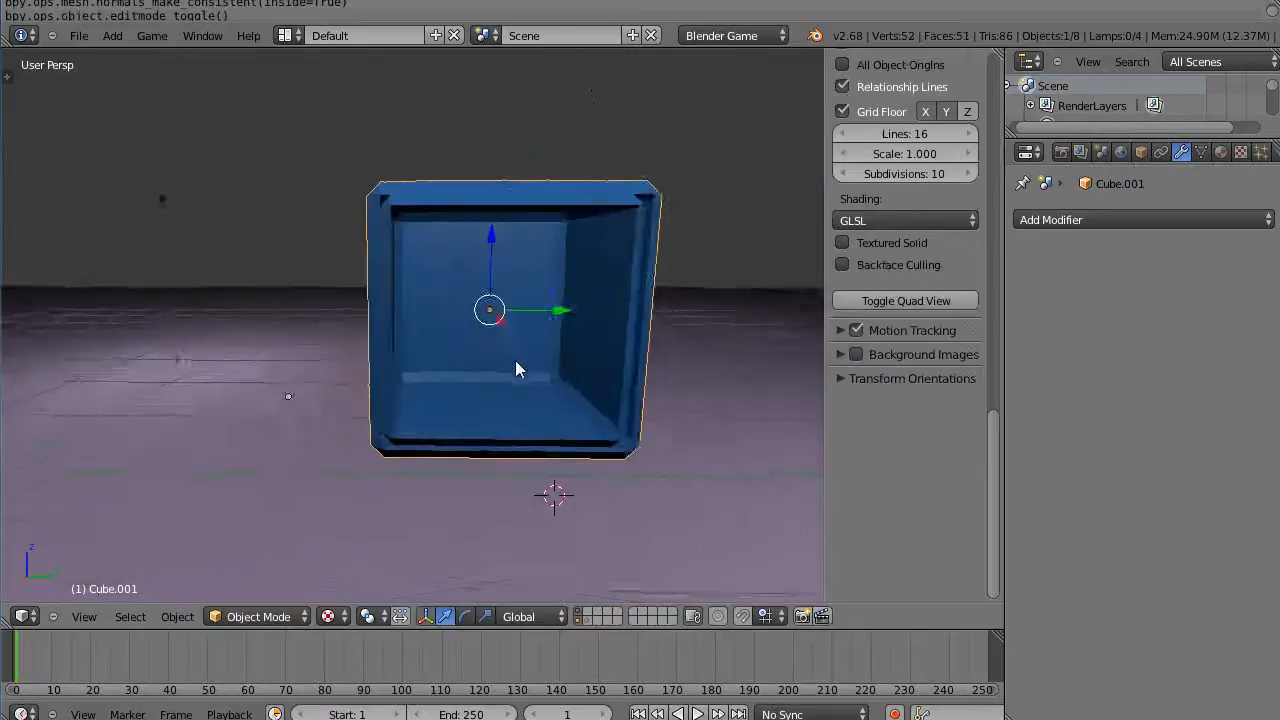 bpy.ops.mesh.normals_make_consistent(inside=True)
bpy.ops.object.editmode_toggle()
File Add Game Window Help Default Scene Blender Game v2.68 | Verts:52 | Faces:51 | Tris:86 | Objects:1/8 | Lamps:0/4 | Mem:24.90M (12.37M)
User Persp
All Object Origins
Relationship Lines
Grid Floor X Y Z
Lines: 16
Scale: 1.000
Subdivisions: 10
Shading:
GLSL
Textured Solid
Backface Culling
Toggle Quad View
Motion Tracking
Background Images
Transform Orientations
View Search All Scenes
Scene
RenderLayers |
Cube.001
Add Modifier
z
(1) Cube.001
View Select Object Object Mode Global
0 10 20 30 40 50 60 70 80 90 100 110 120 130 140 150 160 170 180 190 200 210 220 230 240 250
View Marker Frame Playback Start: 1 End: 250 1 No Sync